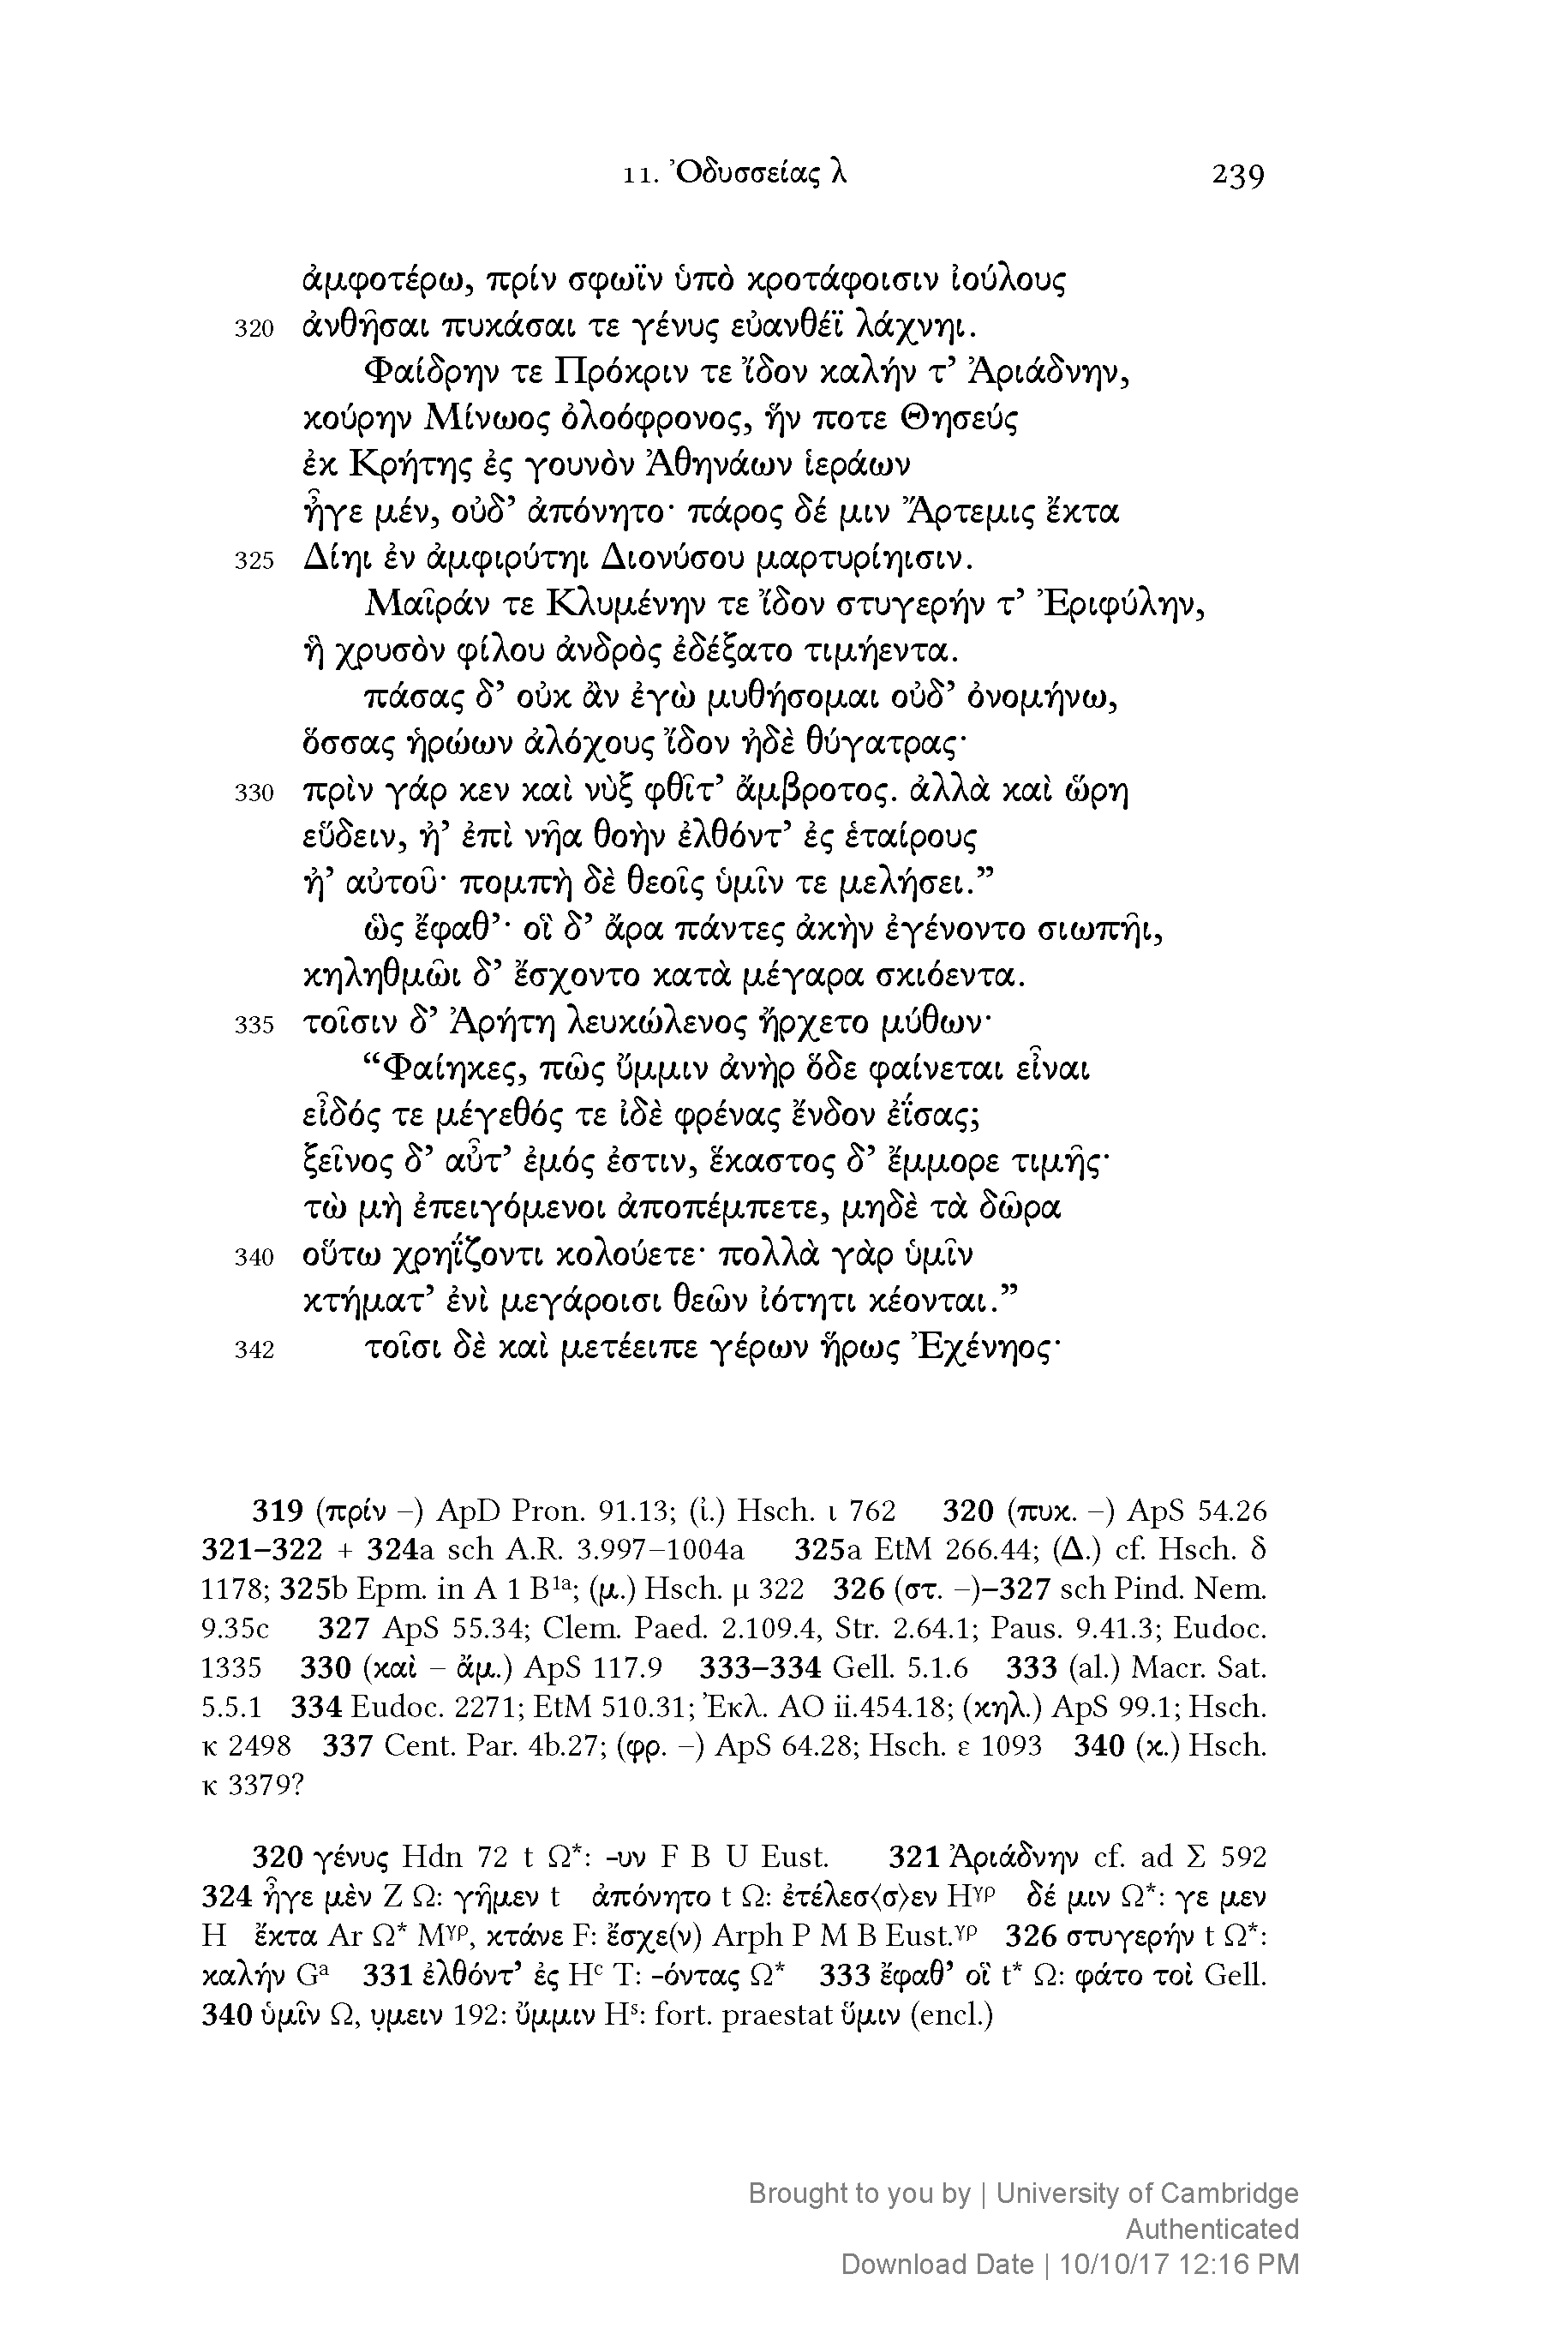 11. Ὀδυσσείας λ 239
ἀμφοτέρω, πρίν σφωϊν ὑπὸ κροτάφοισιν ἰούλους
320 ἀνθῆσαι πυκάσαι τε γένυς εὐανθέϊ λάχνηι.
Φαίδρην τε Πρόκριν τε ἴδον καλήν τ’ Ἀριάδνην,
κούρην Μίνωος ὀλοόφρονος, ἥν ποτε Θησεύς
ἐκ Κρήτης ἐς γουνὸν Ἀθηνάων ἱεράων
ἦγε μέν, οὐδ’ ἀπόνητο· πάρος δέ μιν Ἄρτεμις ἔκτα
325 Δίηι ἐν ἀμφιρύτηι Διονύσου μαρτυρίηισιν.
Μαῖράν τε Κλυμένην τε ἴδον στυγερήν τ’ Ἐριφύλην,
ἣ χρυσὸν φίλου ἀνδρὸς ἐδέξατο τιμήεντα.
πάσας δ’ οὐκ ἂν ἐγὼ μυθήσομαι οὐδ’ ὀνομήνω,
ὅσσας ἡρώων ἀλόχους ἴδον ἠδὲ θύγατρας·
330 πρὶν γάρ κεν καὶ νὺξ φθῖτ’ ἄμβροτος. ἀλλὰ καὶ ὥρη
εὕδειν, ἠ’ ἐπὶ νῆα θοὴν ἐλθόντ’ ἐς ἑταίρους
ἠ’ αὐτοῦ· πομπὴ δὲ θεοῖς ὑμῖν τε μελήσει.”
ὣς ἔφαθ’· οἳ δ’ ἄρα πάντες ἀκὴν ἐγένοντο σιωπῆι,
κηληθμῶι δ’ ἔσχοντο κατὰ μέγαρα σκιόεντα.
335 τοῖσιν δ’ Ἀρήτη λευκώλενος ἤρχετο μύθων·
“Φαίηκες, πῶς ὔμμιν ἀνὴρ ὅδε φαίνεται εἶναι
εἶδός τε μέγεθός τε ἰδὲ φρένας ἔνδον ἐΐσας;
ξεῖνος δ’ αὖτ’ ἐμός ἐστιν, ἕκαστος δ’ ἔμμορε τιμῆς·
τὼ μὴ ἐπειγόμενοι ἀποπέμπετε, μηδὲ τὰ δῶρα
340 οὕτω χρηΐζοντι κολούετε· πολλὰ γὰρ ὑμῖν
κτήματ’ ἐνὶ μεγάροισι θεῶν ἰότητι κέονται.”
342 τοῖσι δὲ καὶ μετέειπε γέρων ἥρως Ἐχένηος·
319 (πρίν –) ApD Pron. 91.13; (ἰ.) Hsch. ι 762 320 (πυκ. –) ApS 54.26
321–322 + 324a sch A.R. 3.997–1004a 325a EtM 266.44; (Δ.) cf. Hsch. δ
1178; 325b Epm. in A 1 B¹ᵃ; (μ.) Hsch. μ 322 326 (στ. –)–327 sch Pind. Nem.
9.35c 327 ApS 55.34; Clem. Paed. 2.109.4, Str. 2.64.1; Paus. 9.41.3; Eudoc.
1335 330 (καὶ – ἄμ.) ApS 117.9 333–334 Gell. 5.1.6 333 (al.) Macr. Sat.
5.5.1 334 Eudoc. 2271; EtM 510.31; Ἐκλ. AO ii.454.18; (κηλ.) ApS 99.1; Hsch.
κ 2498 337 Cent. Par. 4b.27; (φρ. –) ApS 64.28; Hsch. ε 1093 340 (κ.) Hsch.
κ 3379?
320 γένυς Hdn 72 t Ω*: -υν F B U Eust. 321 Ἀριάδνην cf. ad Σ 592
324 ἦγε μὲν Z Ω: γῆμεν t ἀπόνητο t Ω: ἐτέλεσ⟨σ⟩εν Hᵞᵖ δέ μιν Ω*: γε μεν
H ἔκτα Ar Ω* Mᵞᵖ, κτάνε F: ἔσχε(ν) Arph P M B Eust.ᵞᵖ 326 στυγερήν t Ω*:
καλήν Gᵃ 331 ἐλθόντ’ ἐς Hᶜ T: -όντας Ω* 333 ἔφαθ’ οἳ t* Ω: φάτο τοὶ Gell.
340 ὑμῖν Ω, υ̣μειν 192: ὔμμιν Hˢ: fort. praestat ὕμιν (encl.)
Brought to you by | University of Cambridge
Authenticated
Download Date | 10/10/17 12:16 PM